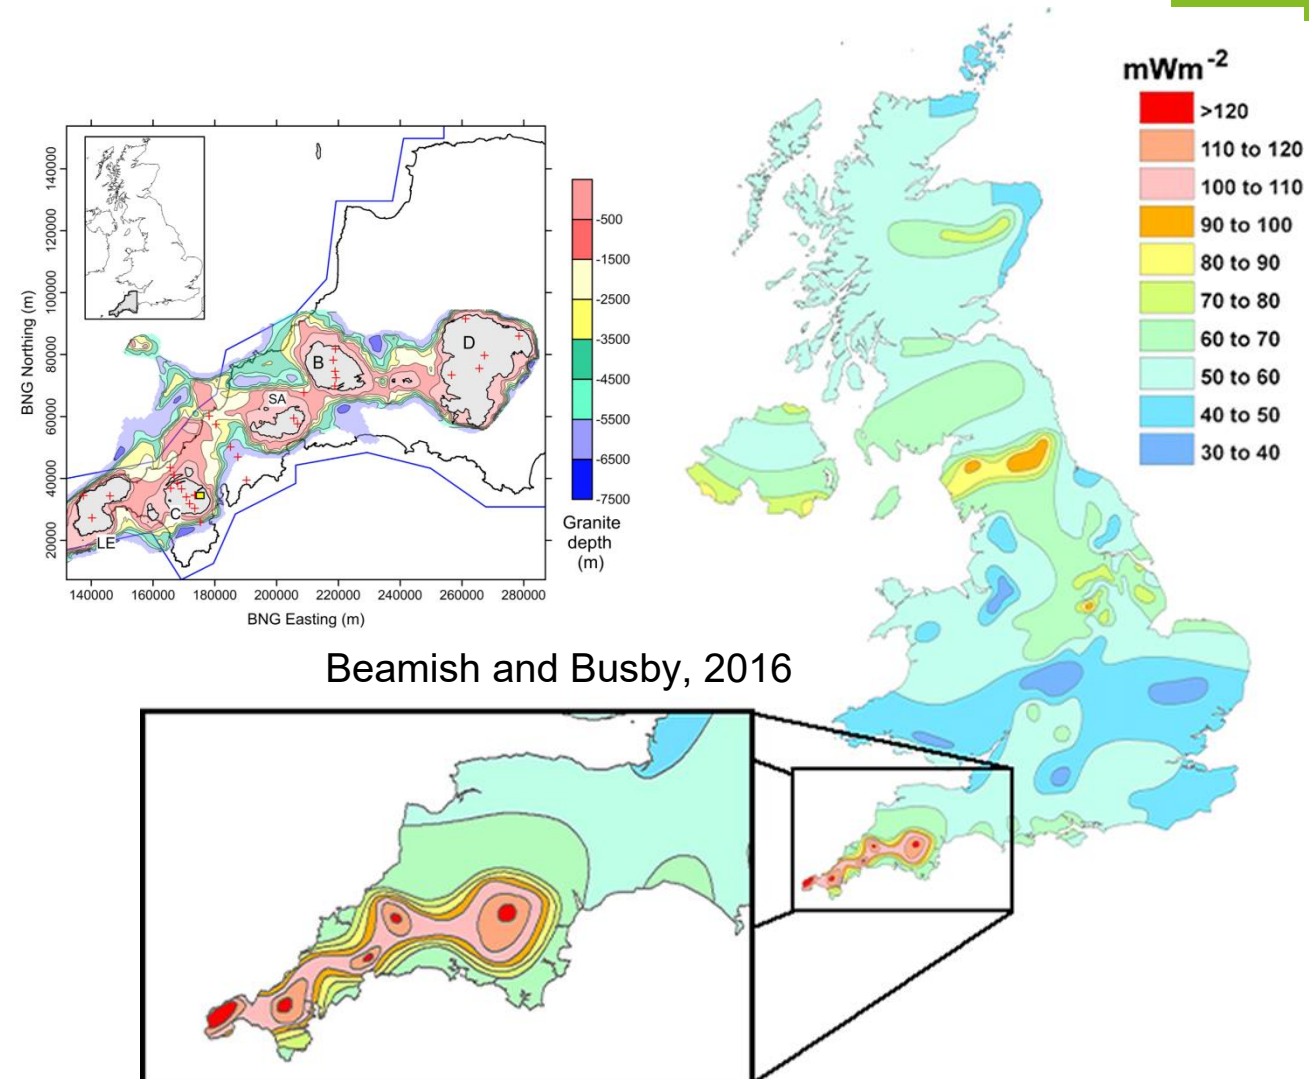 mWm-2
>120
110 to 120
100 to 110
90 to 100
80 to 90
70 to 80
60 to 70
50 to 60
40 to 50
30 to 40
BNG Northing (m)
140000
120000
100000
80000
60000
40000
20000
B
D
SA
C
LE
140000 160000 180000 200000 220000 240000 260000 280000
BNG Easting (m)
-500
-1500
-2500
-3500
-4500
-5500
-6500
-7500
Granite
depth
(m)
Beamish and Busby, 2016